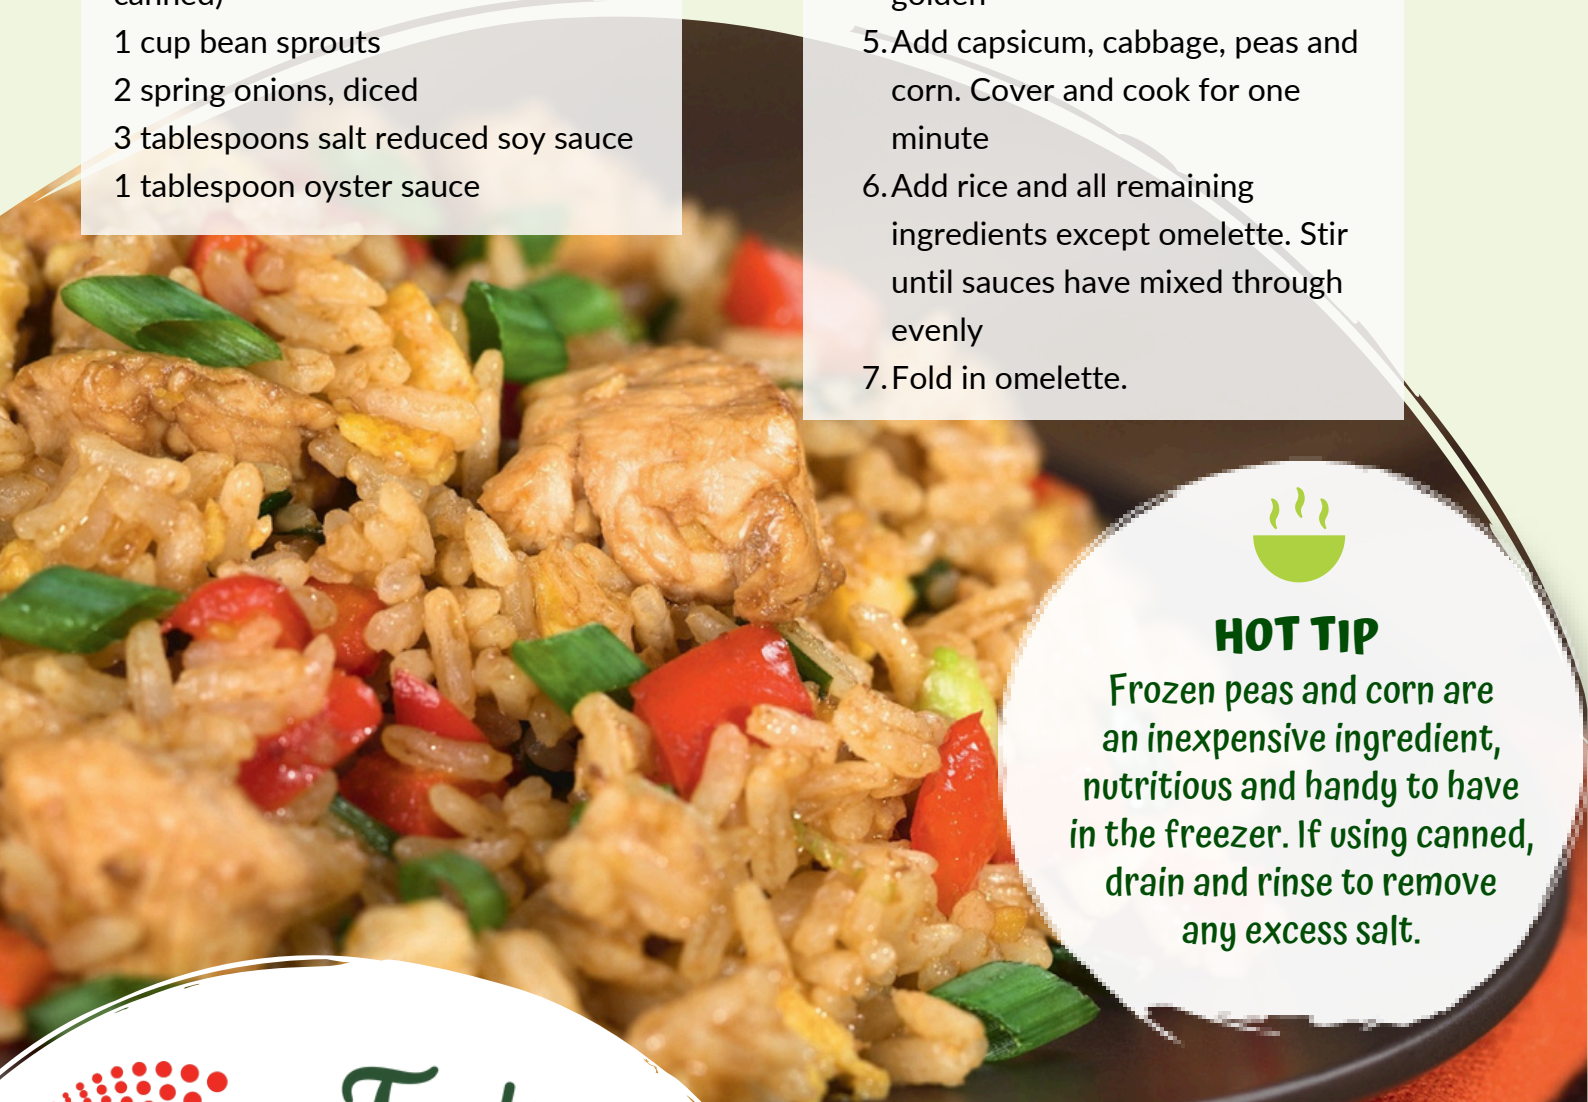 canned)
1 cup bean sprouts
2 spring onions, diced
3 tablespoons salt reduced soy sauce
1 tablespoon oyster sauce
golden
5. Add capsicum, cabbage, peas and
corn. Cover and cook for one
minute
6. Add rice and all remaining
ingredients except omelette. Stir
until sauces have mixed through
evenly
7. Fold in omelette.
HOT TIP
Frozen peas and corn are
an inexpensive ingredient,
nutritious and handy to have
in the freezer. If using canned,
drain and rinse to remove
any excess salt.